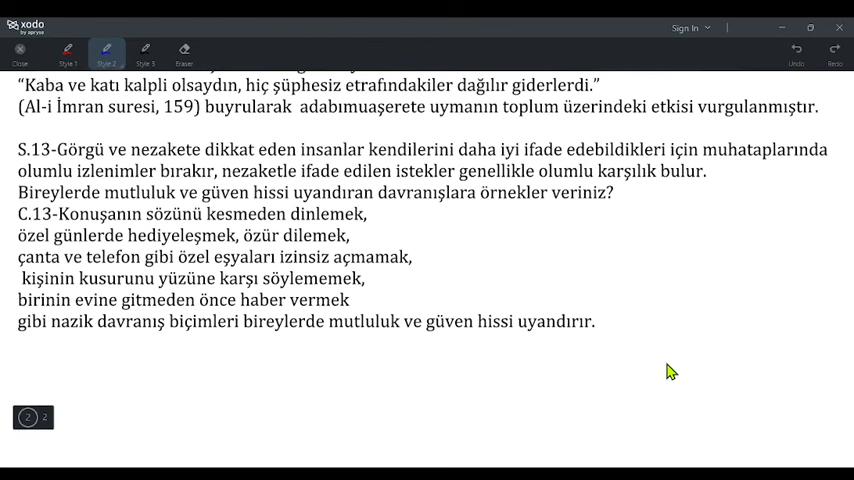 xodo
by apryse
Sign In
Close
Style 1
Style 2
Style 3
Eraser
Undo
Redo
“Kaba ve katı kalpli olsaydın, hiç şüphesiz etrafındakiler dağılır giderlerdi.”
(Al-i İmran suresi, 159) buyrularak adabımuaşerete uymanın toplum üzerindeki etkisi vurgulanmıştır.
S.13-Görgü ve nezakete dikkat eden insanlar kendilerini daha iyi ifade edebildikleri için muhataplarında
olumlu izlenimler bırakır, nezaketle ifade edilen istekler genellikle olumlu karşılık bulur.
Bireylerde mutluluk ve güven hissi uyandıran davranışlara örnekler veriniz?
C.13-Konuşanın sözünü kesmeden dinlemek,
özel günlerde hediyeleşmek, özür dilemek,
çanta ve telefon gibi özel eşyaları izinsiz açmamak,
kişinin kusurunu yüzüne karşı söylememek,
birinin evine gitmeden önce haber vermek
gibi nazik davranış biçimleri bireylerde mutluluk ve güven hissi uyandırır.
2 2